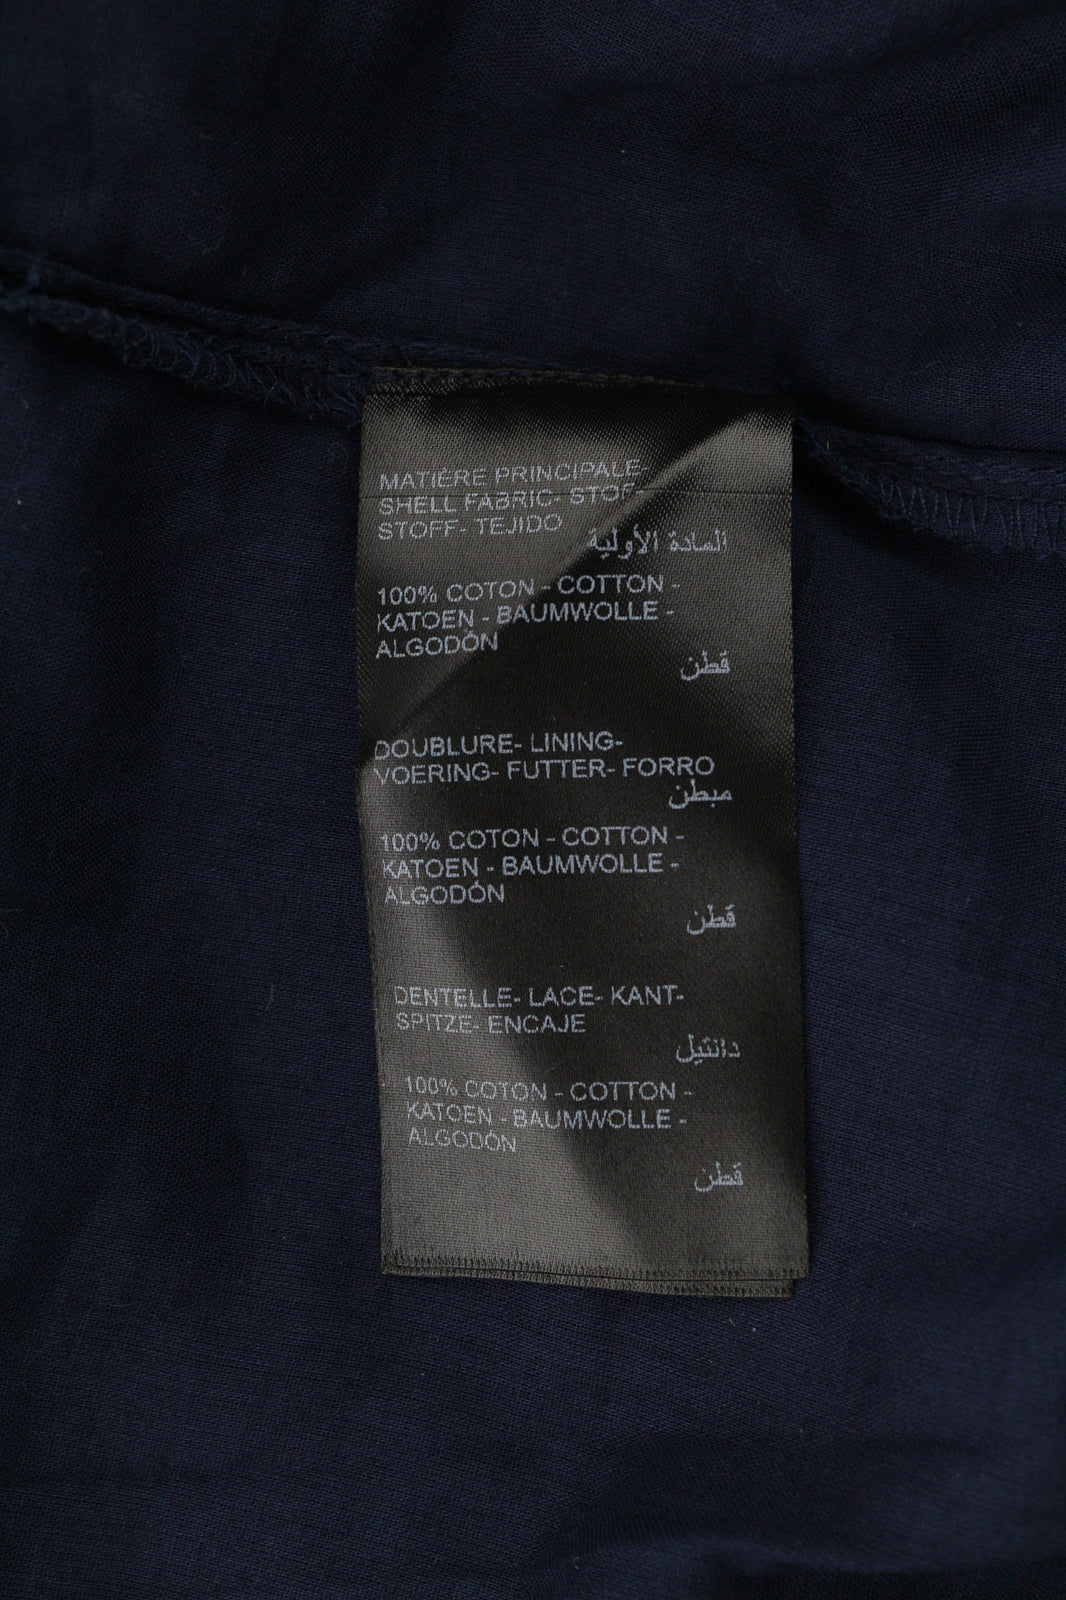 MATIÈRE PRINCIPALE-
SHELL FABRIC- STOF-
STOFF- TEJIDO
المادة الأولية
100% COTON - COTTON -
KATOEN - BAUMWOLLE -
ALGODÓN
قطن
DOUBLURE- LINING-
VOERING- FUTTER- FORRO
مبطن
100% COTON - COTTON -
KATOEN - BAUMWOLLE -
ALGODÓN
قطن
DENTELLE- LACE- KANT-
SPITZE- ENCAJE
دانتيل
100% COTON - COTTON -
KATOEN - BAUMWOLLE -
ALGODÓN
قطن